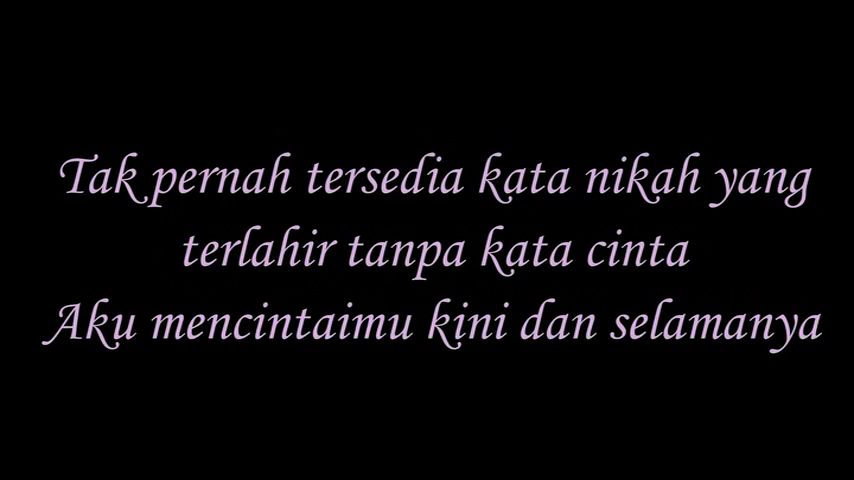 Tak pernah tersedia kata nikah yang
terlahir tanpa kata cinta
Aku mencintaimu kini dan selamanya